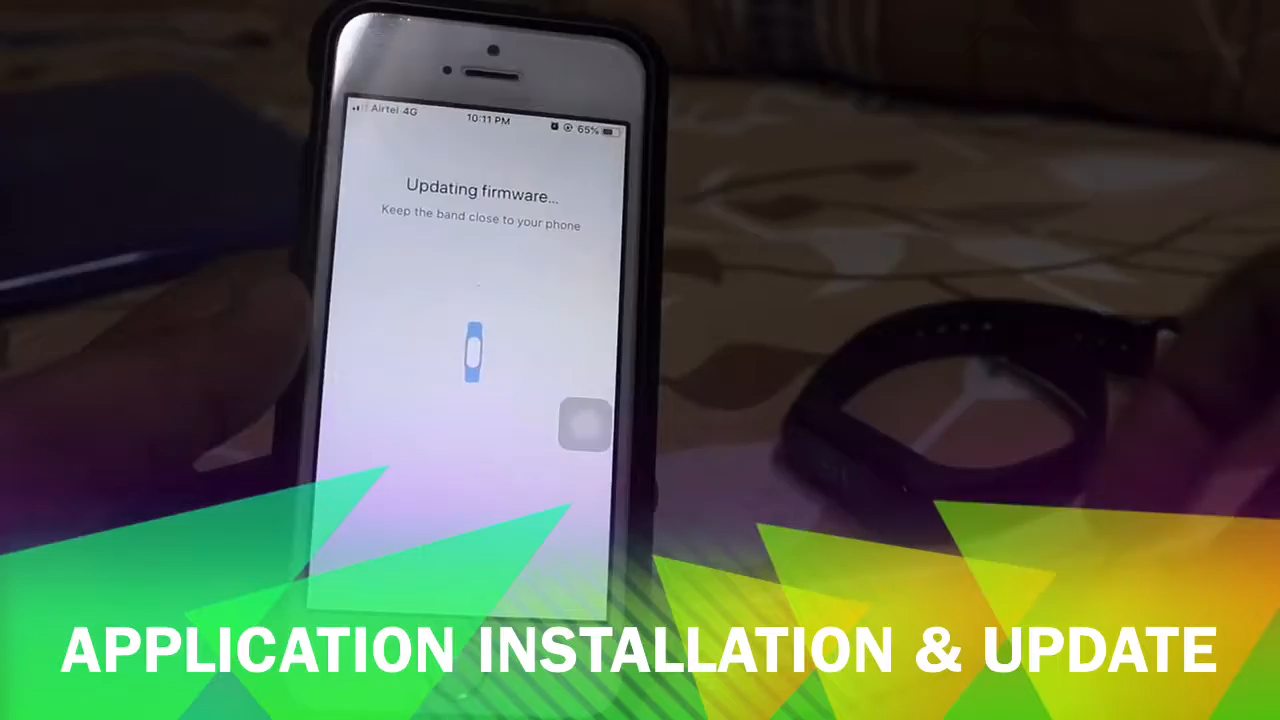 Airtel 4G
10:11 PM
65%
Updating firmware...
Keep the band close to your phone
APPLICATION INSTALLATION & UPDATE